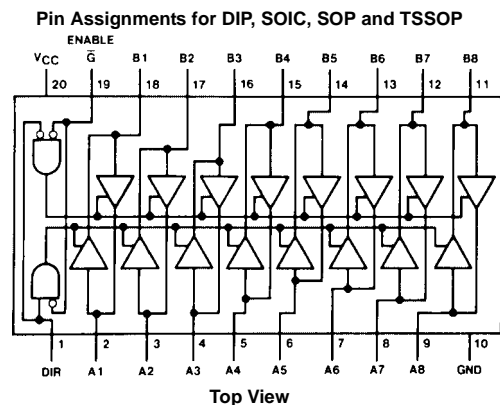 Pin Assignments for DIP, SOIC, SOP and TSSOP
ENABLE
VCC G̅ B1 B2 B3 B4 B5 B6 B7 B8
20 19 18 17 16 15 14 13 12 11
1 2 3 4 5 6 7 8 9 10
DIR A1 A2 A3 A4 A5 A6 A7 A8 GND
Top View